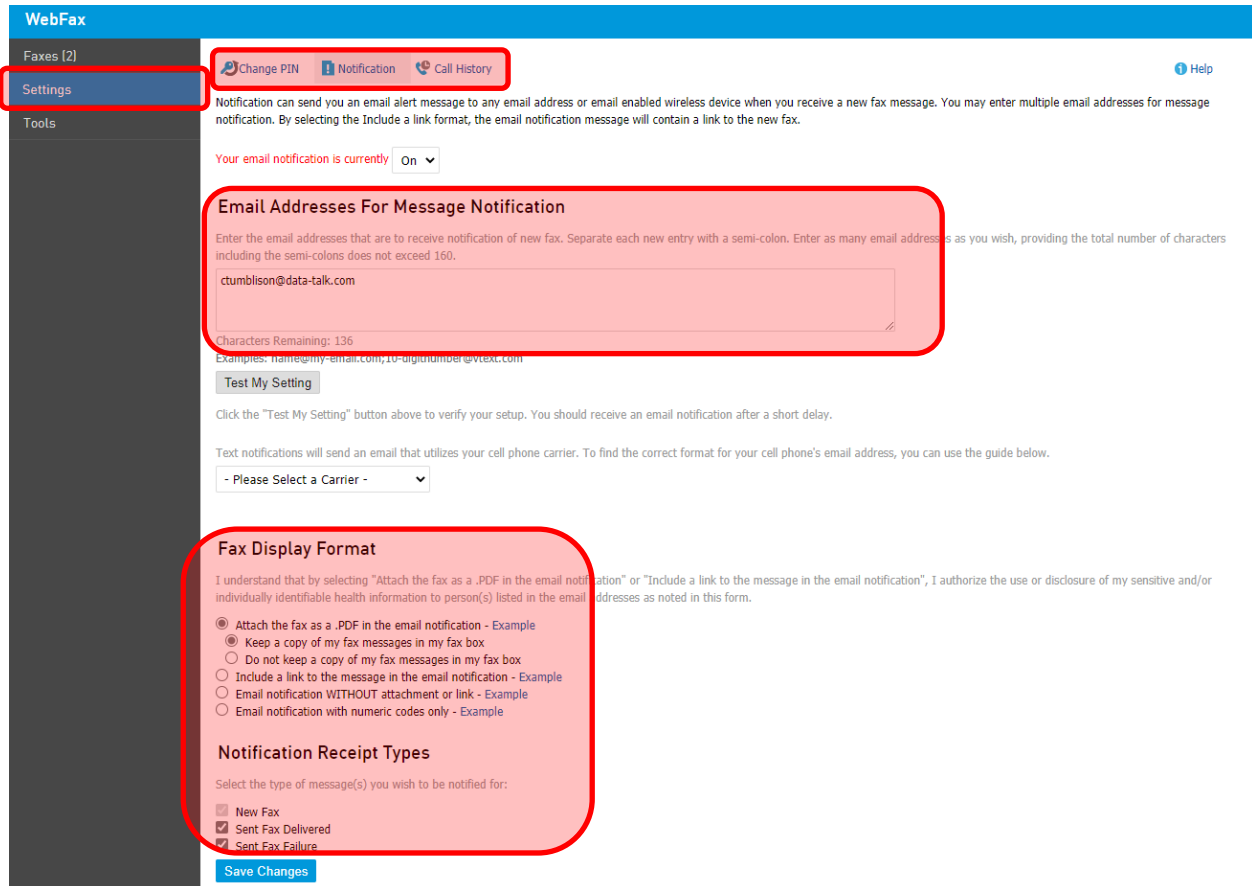 WebFax
Faxes (2)
Settings
Tools
Change PIN
Notification
Call History
Help
Notification can send you an email alert message to any email address or email enabled wireless device when you receive a new fax message. You may enter multiple email addresses for message
notification. By selecting the Include a link format, the email notification message will contain a link to the new fax.
Your email notification is currently On
Email Addresses For Message Notification
Enter the email addresses that are to receive notification of new fax. Separate each new entry with a semi-colon. Enter as many email addresses as you wish, providing the total number of characters
including the semi-colons does not exceed 160.
ctumblison@data-talk.com
Characters Remaining: 136
Examples: name@my-email.com;10-digitnumber@vtext.com
Test My Setting
Click the "Test My Setting" button above to verify your setup. You should receive an email notification after a short delay.
Text notifications will send an email that utilizes your cell phone carrier. To find the correct format for your cell phone's email address, you can use the guide below.
- Please Select a Carrier -
Fax Display Format
I understand that by selecting "Attach the fax as a .PDF in the email notification" or "Include a link to the message in the email notification", I authorize the use or disclosure of my sensitive and/or
individually identifiable health information to person(s) listed in the email addresses as noted in this form.
Attach the fax as a .PDF in the email notification - Example
Keep a copy of my fax messages in my fax box
Do not keep a copy of my fax messages in my fax box
Include a link to the message in the email notification - Example
Email notification WITHOUT attachment or link - Example
Email notification with numeric codes only - Example
Notification Receipt Types
Select the type of message(s) you wish to be notified for:
New Fax
Sent Fax Delivered
Sent Fax Failure
Save Changes